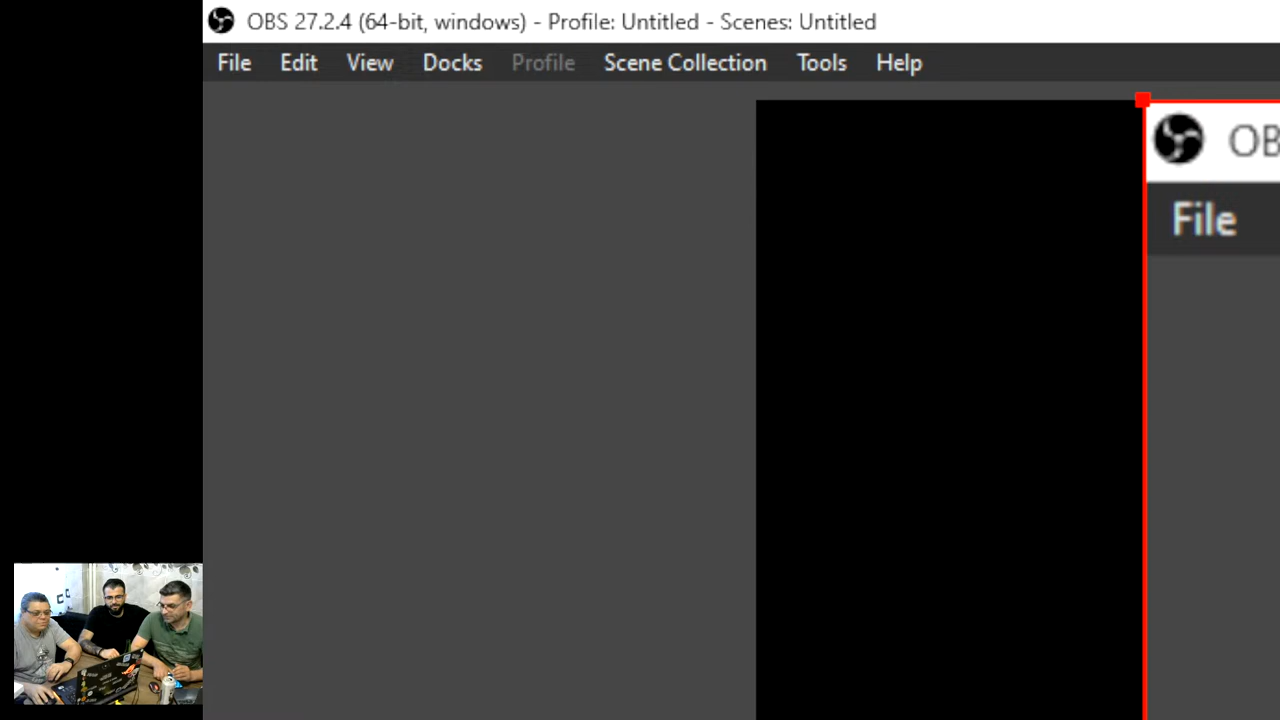 OBS 27.2.4 (64-bit, windows) - Profile: Untitled - Scenes: Untitled
File Edit View Docks Profile Scene Collection Tools Help
OB
File